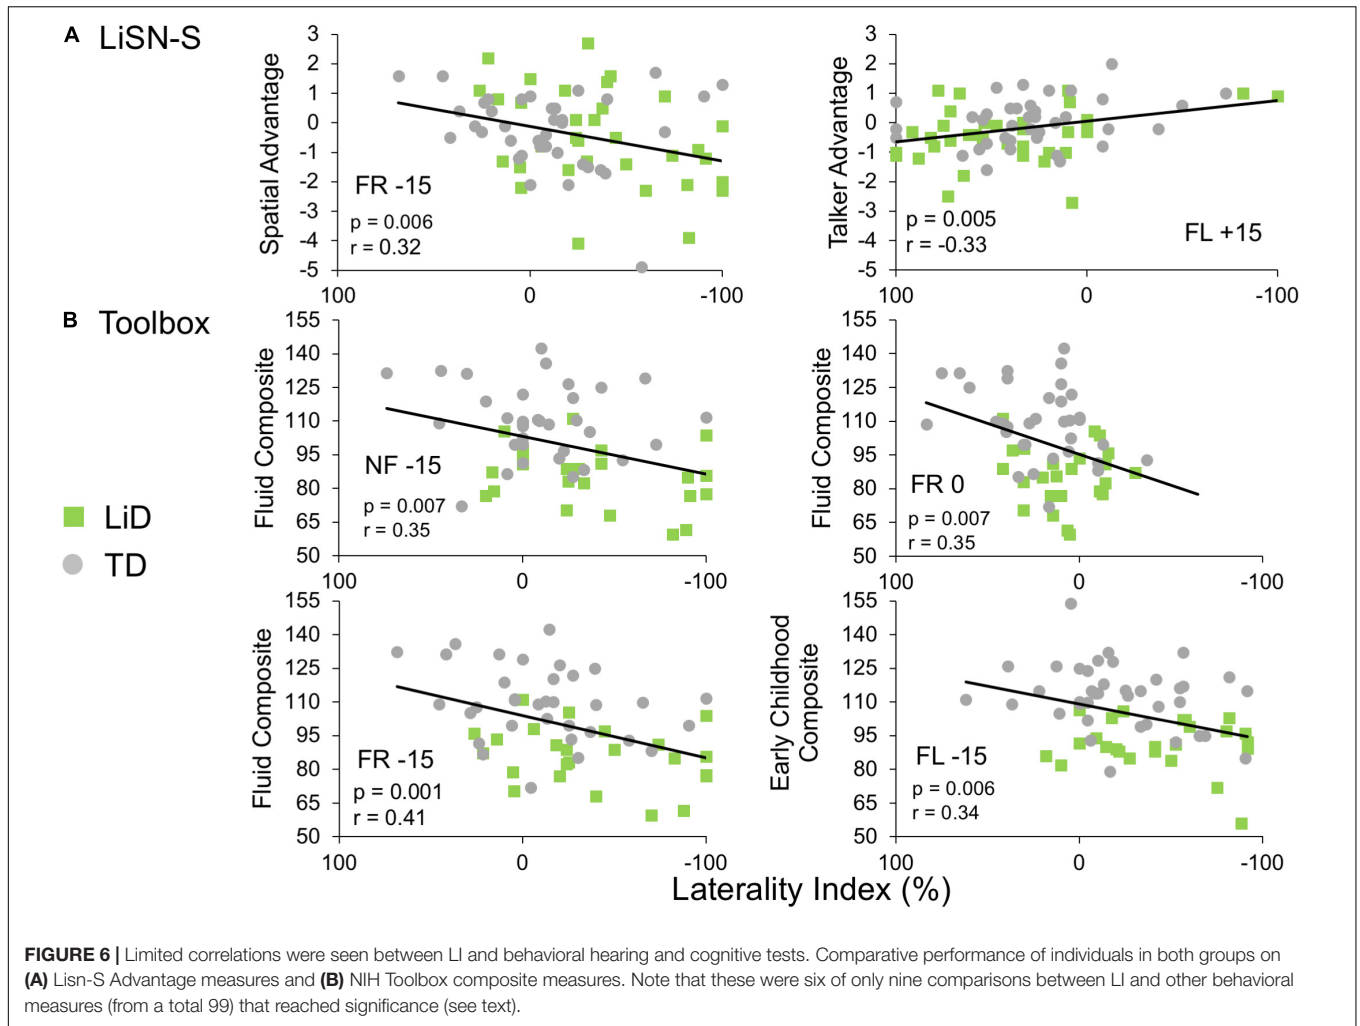 A LiSN-S
3
2
1
0
-1
-2
-3
-4
-5
Spatial Advantage
FR -15
p = 0.006
r = 0.32
100 0 -100
3
2
1
0
-1
-2
-3
-4
-5
Talker Advantage
p = 0.005
r = -0.33
FL +15
100 0 -100
B Toolbox
155
140
125
110
95
80
65
50
Fluid Composite
NF -15
p = 0.007
r = 0.35
100 0 -100
155
140
125
110
95
80
65
50
Fluid Composite
FR 0
p = 0.007
r = 0.35
100 0 -100
LiD
TD
155
140
125
110
95
80
65
50
Fluid Composite
FR -15
p = 0.001
r = 0.41
100 0 -100
155
140
125
110
95
80
65
50
Early Childhood
Composite
FL -15
p = 0.006
r = 0.34
100 0 -100
Laterality Index (%)
FIGURE 6 | Limited correlations were seen between LI and behavioral hearing and cognitive tests. Comparative performance of individuals in both groups on
(A) Lisn-S Advantage measures and (B) NIH Toolbox composite measures. Note that these were six of only nine comparisons between LI and other behavioral
measures (from a total 99) that reached significance (see text).